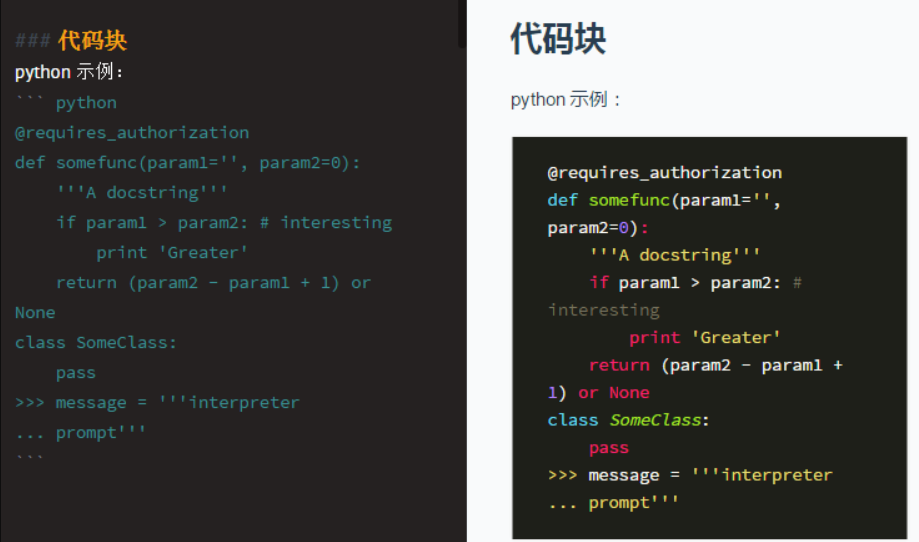 ### 代码块
python 示例：
``` python
@requires_authorization
def somefunc(param1='', param2=0):
    '''A docstring'''
    if param1 > param2: # interesting
        print 'Greater'
    return (param2 - param1 + 1) or
None
class SomeClass:
    pass
>>> message = '''interpreter
... prompt'''
```
代码块
python 示例：
@requires_authorization
def somefunc(param1='',
param2=0):
    '''A docstring'''
    if param1 > param2: #
interesting
        print 'Greater'
    return (param2 - param1 +
1) or None
class SomeClass:
    pass
>>> message = '''interpreter
... prompt'''